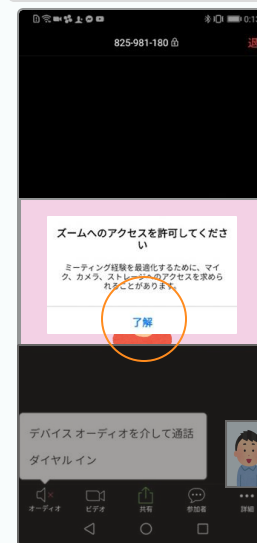 0:12
825-981-180
退
ズームへのアクセスを許可してくださ
い
ミーティング経験を最適化するために、マイ
ク、カメラ、ストレージへのアクセスを求めら
れることがあります。
了解
デバイス オーディオを介して通話
ダイヤル イン
オーディオ ビデオ 共有 参加者 詳細